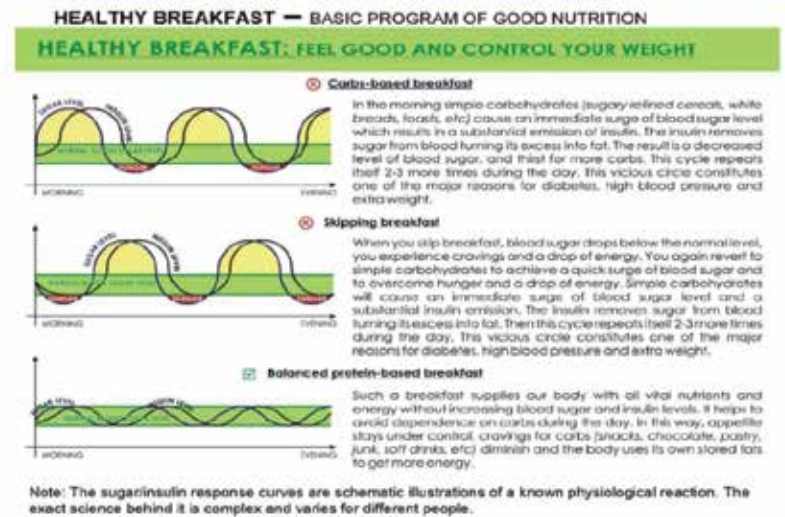 HEALTHY BREAKFAST — BASIC PROGRAM OF GOOD NUTRITION
HEALTHY BREAKFAST: FEEL GOOD AND CONTROL YOUR WEIGHT
Carbs-based breakfast
SUGAR LEVEL
INSULIN LEVEL
MORNING
EVENING
In the morning simple carbohydrates (sugary refined cereals, white
breads, toasts, etc) cause an immediate surge of blood sugar level
which results in a substantial emission of insulin. The insulin removes
sugar from blood turning its excess into fat. The result is a decreased
level of blood sugar, and thirst for more carbs. This cycle repeats
itself 2-3 more times during the day. This vicious circle constitutes
one of the major reasons for diabetes, high blood pressure and
extra weight.
Skipping breakfast
SUGAR LEVEL
INSULIN LEVEL
MORNING
EVENING
When you skip breakfast, blood sugar drops below the normal level,
you experience cravings and a drop of energy. You again revert to
simple carbohydrates to achieve a quick surge of blood sugar and
to overcome hunger and a drop of energy. Simple carbohydrates
will cause an immediate surge of blood sugar level and a
substantial insulin emission. The insulin removes sugar from blood
turning its excess into fat. Then this cycle repeats itself 2-3 more times
during the day. This vicious circle constitutes one of the major
reasons for diabetes, high blood pressure and extra weight.
Balanced protein-based breakfast
SUGAR LEVEL
INSULIN LEVEL
MORNING
EVENING
Such a breakfast supplies our body with all vital nutrients and
energy without increasing blood sugar and insulin levels. It helps to
avoid dependence on carbs during the day. In this way, appetite
stays under control, cravings for carbs (snacks, chocolate, pastry,
junk, soft drinks, etc) diminish and the body uses its own stored fats
to get more energy.
Note: The sugar/insulin response curves are schematic illustrations of a known physiological reaction. The
exact science behind it is complex and varies for different people.